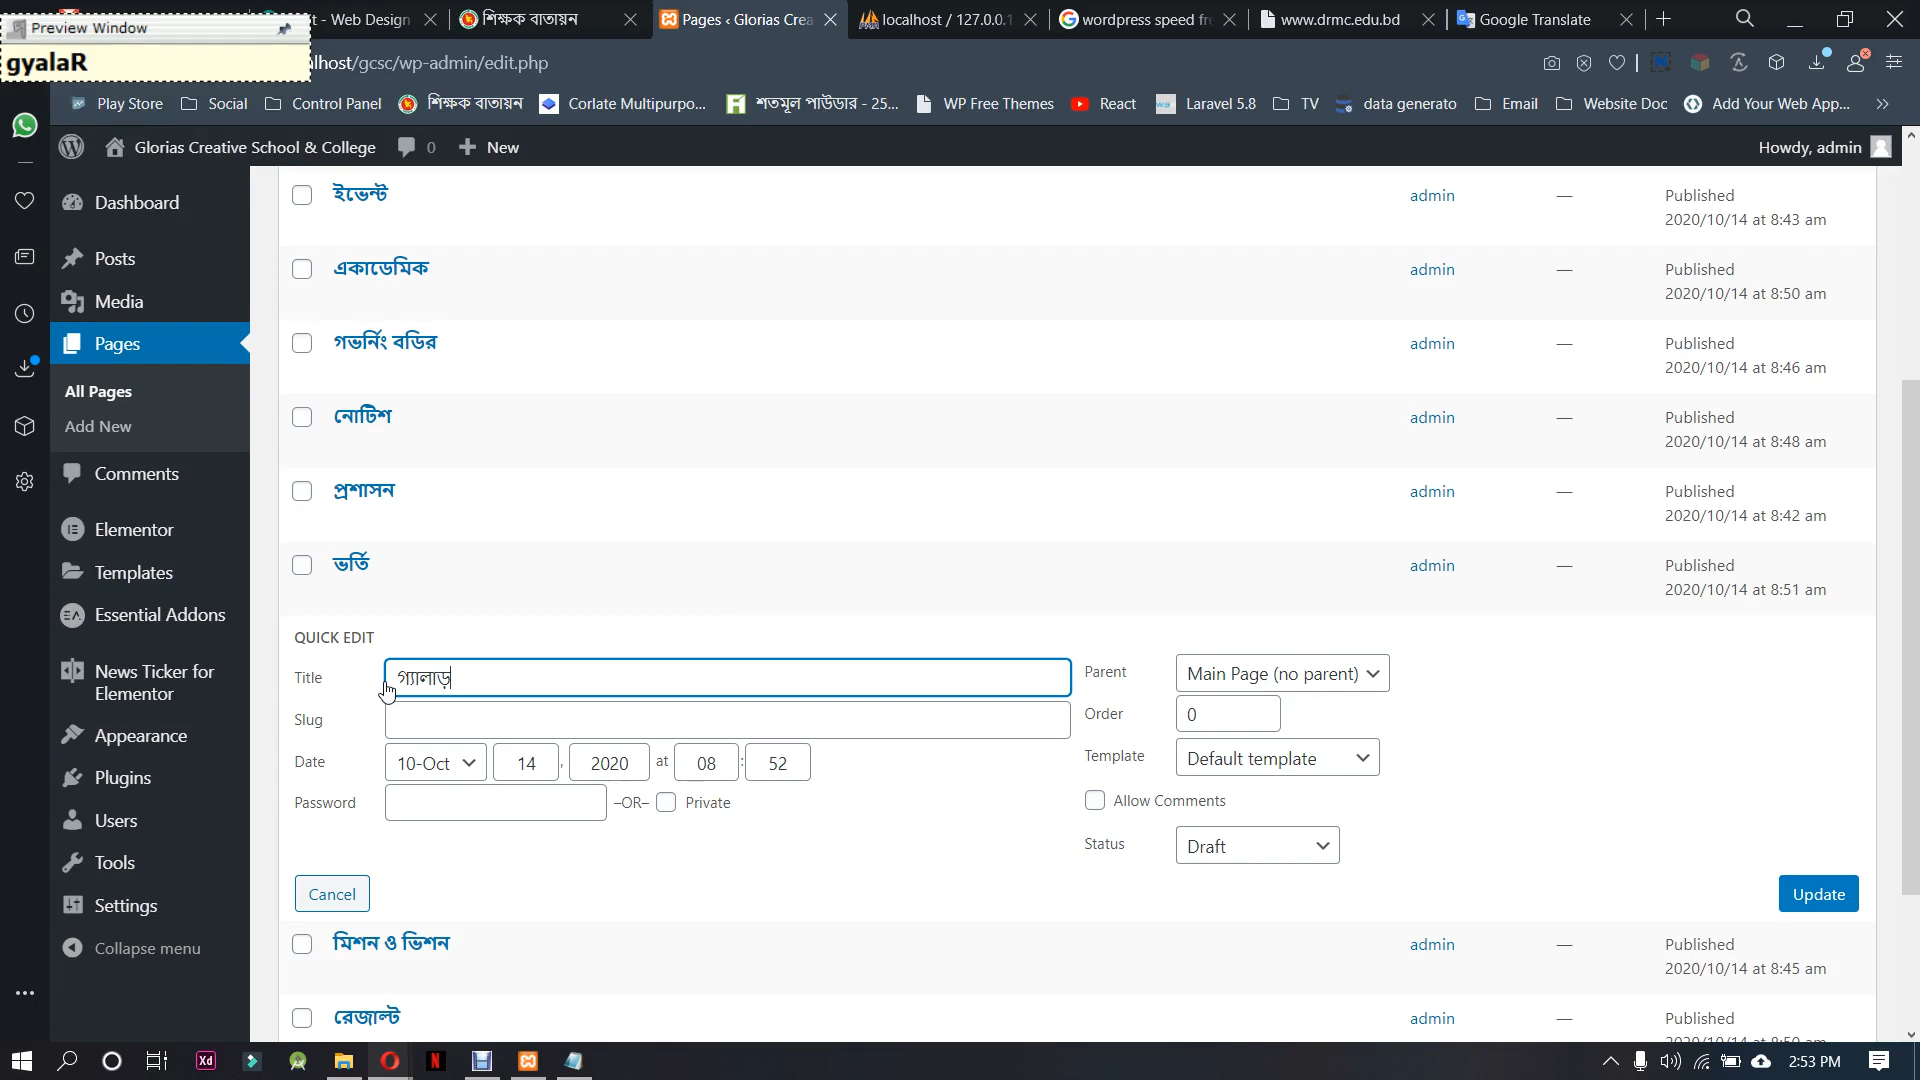 Preview Window
gyalaR
t - Web Design
শিক্ষক বাতায়ন
Pages ‹ Glorias Crea
localhost / 127.0.0.1
wordpress speed fr
www.drmc.edu.bd
Google Translate
lhost/gcsc/wp-admin/edit.php
Play Store
Social
Control Panel
শিক্ষক বাতায়ন
Corlate Multipurpo...
শতমূল পাউডার - 25...
WP Free Themes
React
Laravel 5.8
TV
data generato
Email
Website Doc
Add Your Web App...
Glorias Creative School & College
0
New
Howdy, admin
Dashboard
Posts
Media
Pages
All Pages
Add New
Comments
Elementor
Templates
Essential Addons
News Ticker for
Elementor
Appearance
Plugins
Users
Tools
Settings
Collapse menu
ইভেন্ট
admin
—
Published
2020/10/14 at 8:43 am
একাডেমিক
admin
—
Published
2020/10/14 at 8:50 am
গভর্নিং বডির
admin
—
Published
2020/10/14 at 8:46 am
নোটিশ
admin
—
Published
2020/10/14 at 8:48 am
প্রশাসন
admin
—
Published
2020/10/14 at 8:42 am
ভর্তি
admin
—
Published
2020/10/14 at 8:51 am
QUICK EDIT
Title
গ্যালাড়
Slug
Date
10-Oct
14
,
2020
at
08
:
52
Password
–OR–
Private
Parent
Main Page (no parent)
Order
0
Template
Default template
Allow Comments
Status
Draft
Cancel
Update
মিশন ও ভিশন
admin
—
Published
2020/10/14 at 8:45 am
রেজাল্ট
admin
—
Published
2:53 PM